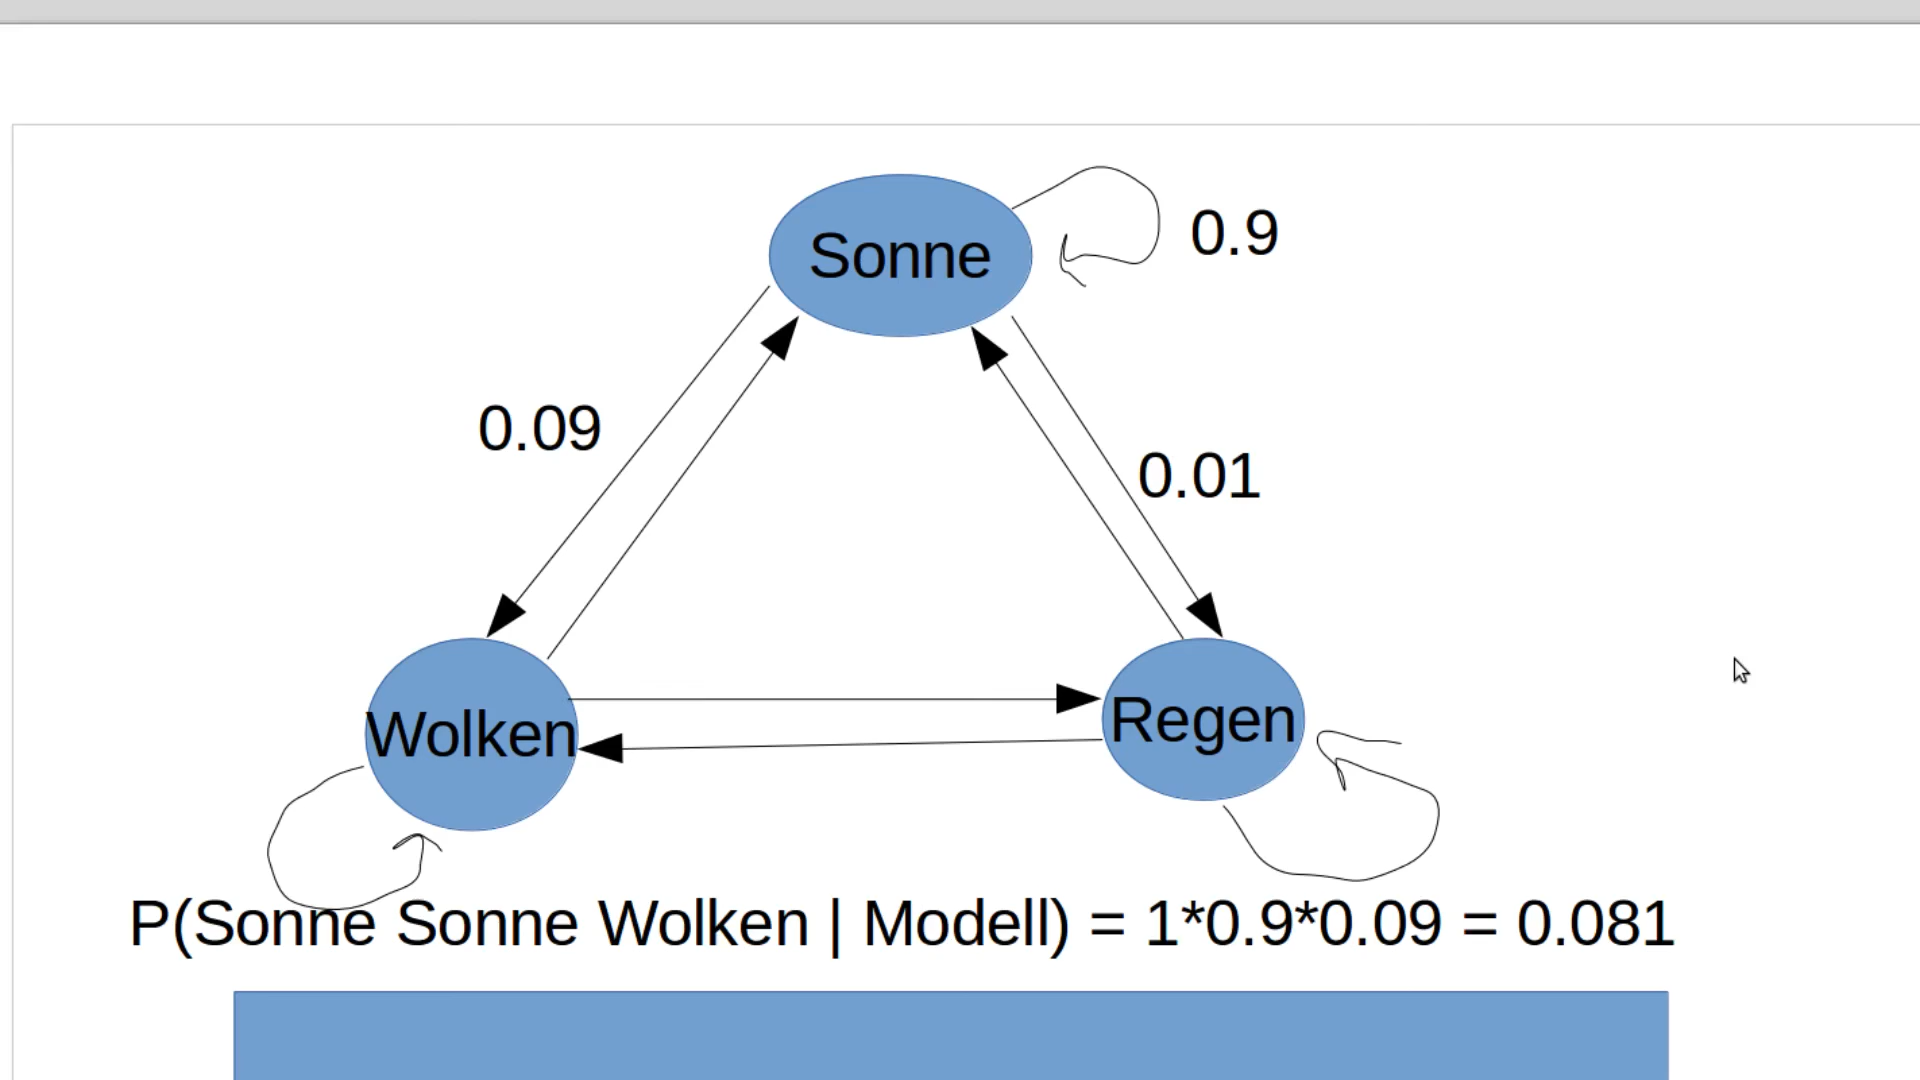 Sonne
0.9
0.09
0.01
Wolken
Regen
P(Sonne Sonne Wolken | Modell) = 1*0.9*0.09 = 0.081